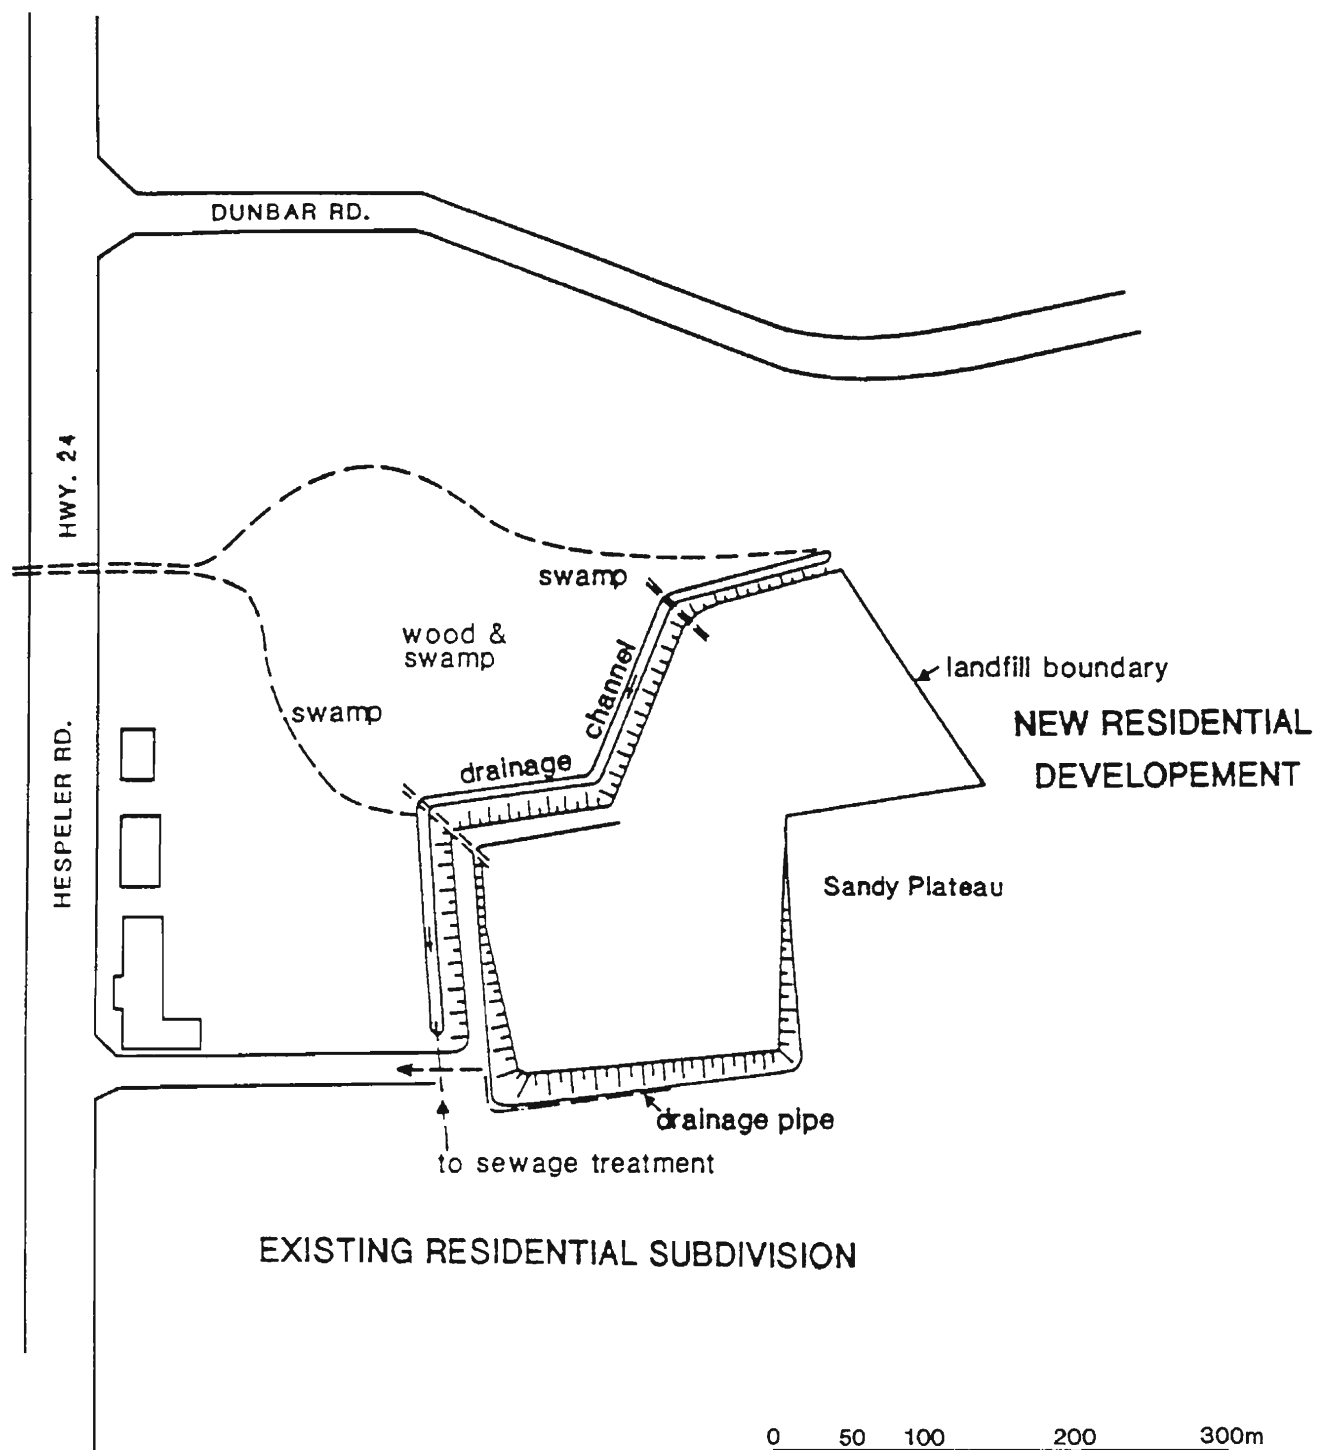 DUNBAR RD.
HWY. 24
swamp
wood &
swamp
channel
landfill boundary
swamp
NEW RESIDENTIAL
DEVELOPEMENT
HESPELER RD.
drainage
Sandy Plateau
drainage pipe
to sewage treatment
EXISTING RESIDENTIAL SUBDIVISION
0 50 100 200 300m